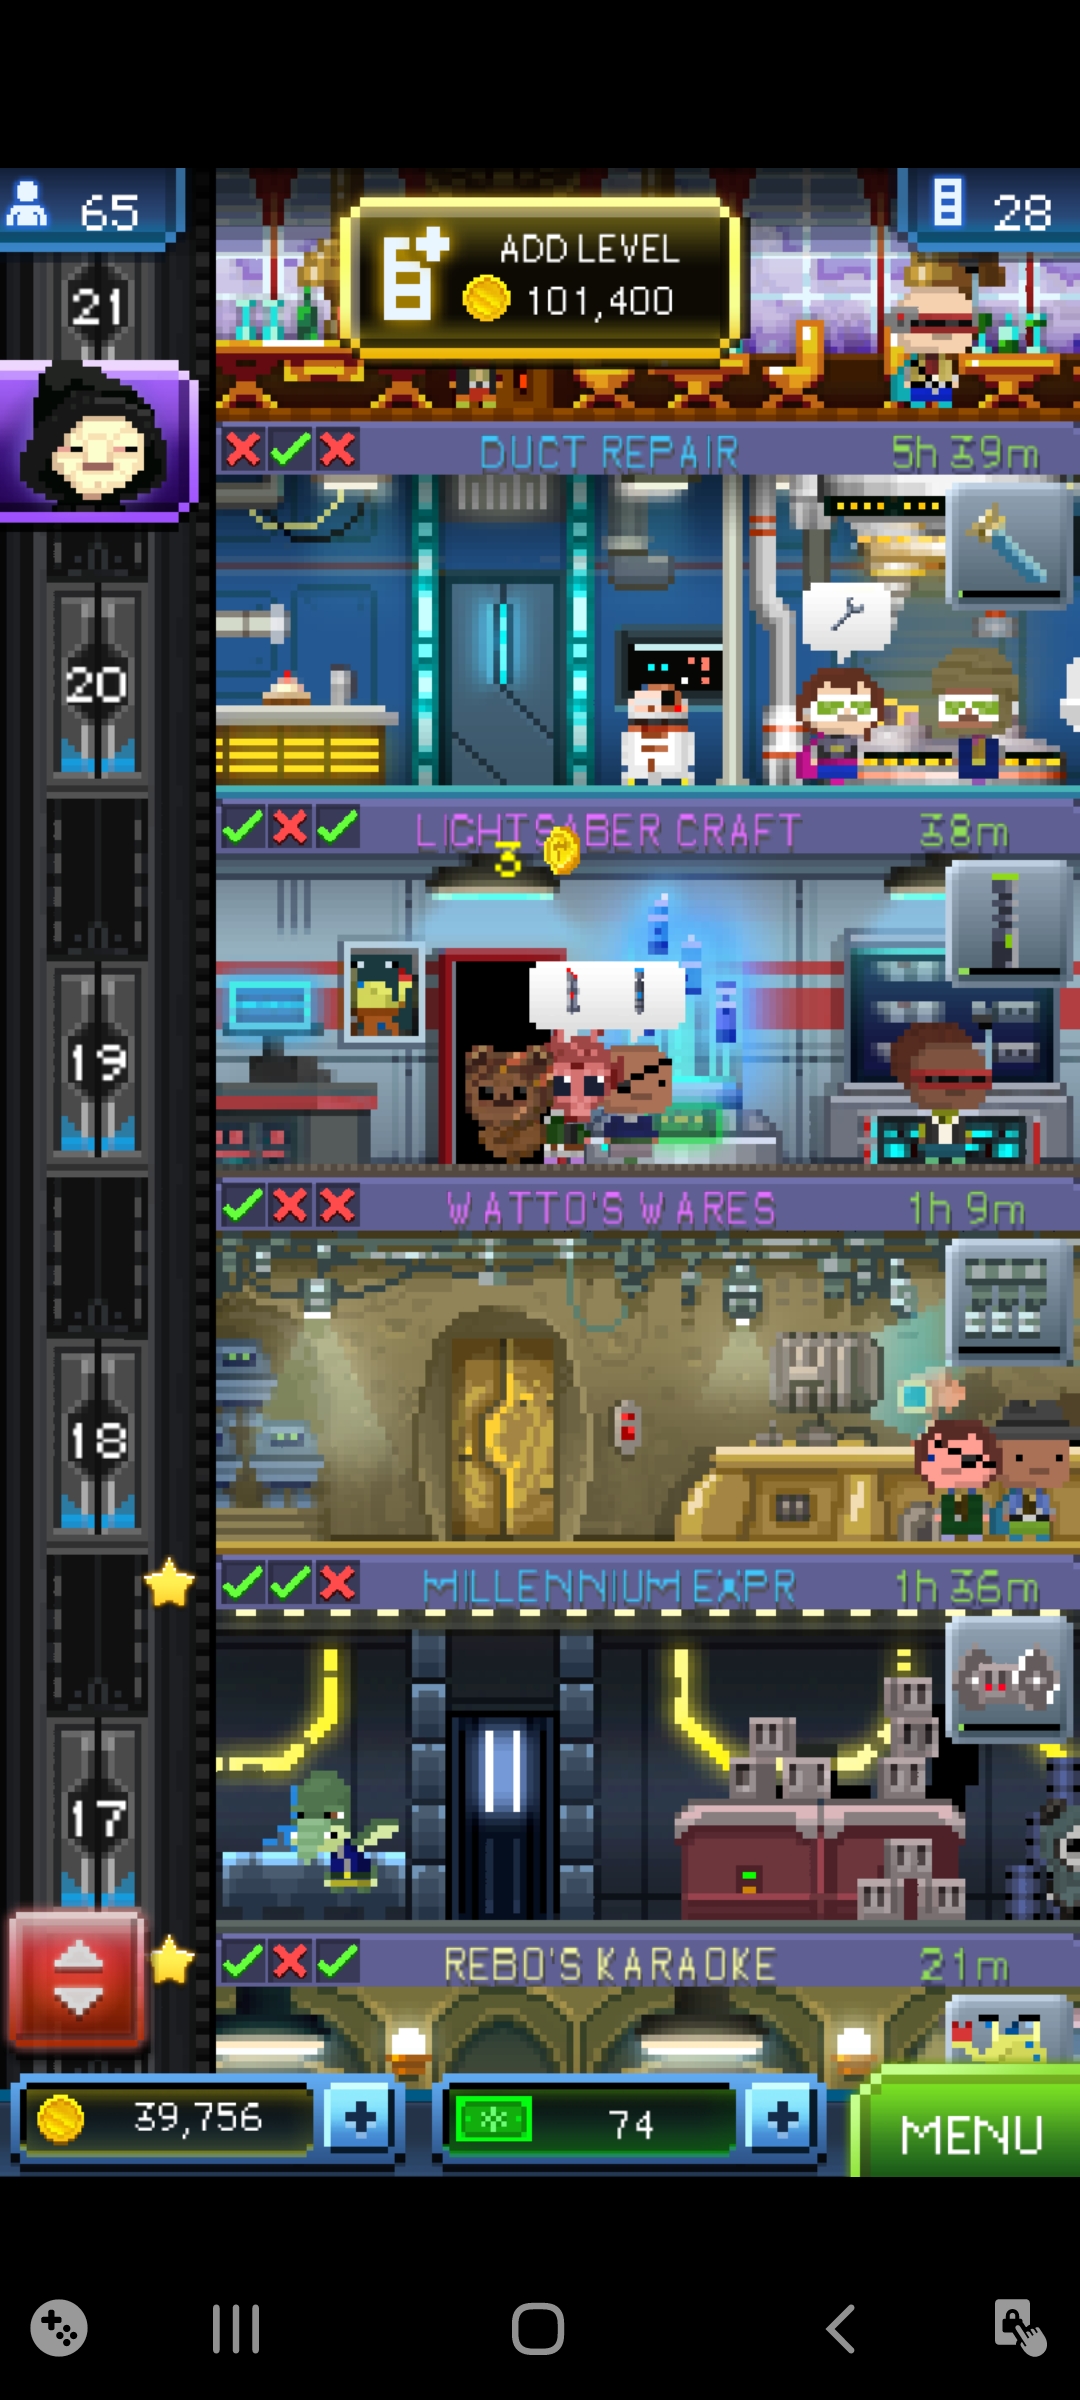 65
28
ADD LEVEL
101,400
21
DUCT REPAIR 5h 39m
20
LIGHTSABER CRAFT 38m
3
19
WATTO'S WARES 1h 9m
18
MILLENNIUM EXPR 1h 36m
17
REBO'S KARAOKE 21m
39,756
74
MENU